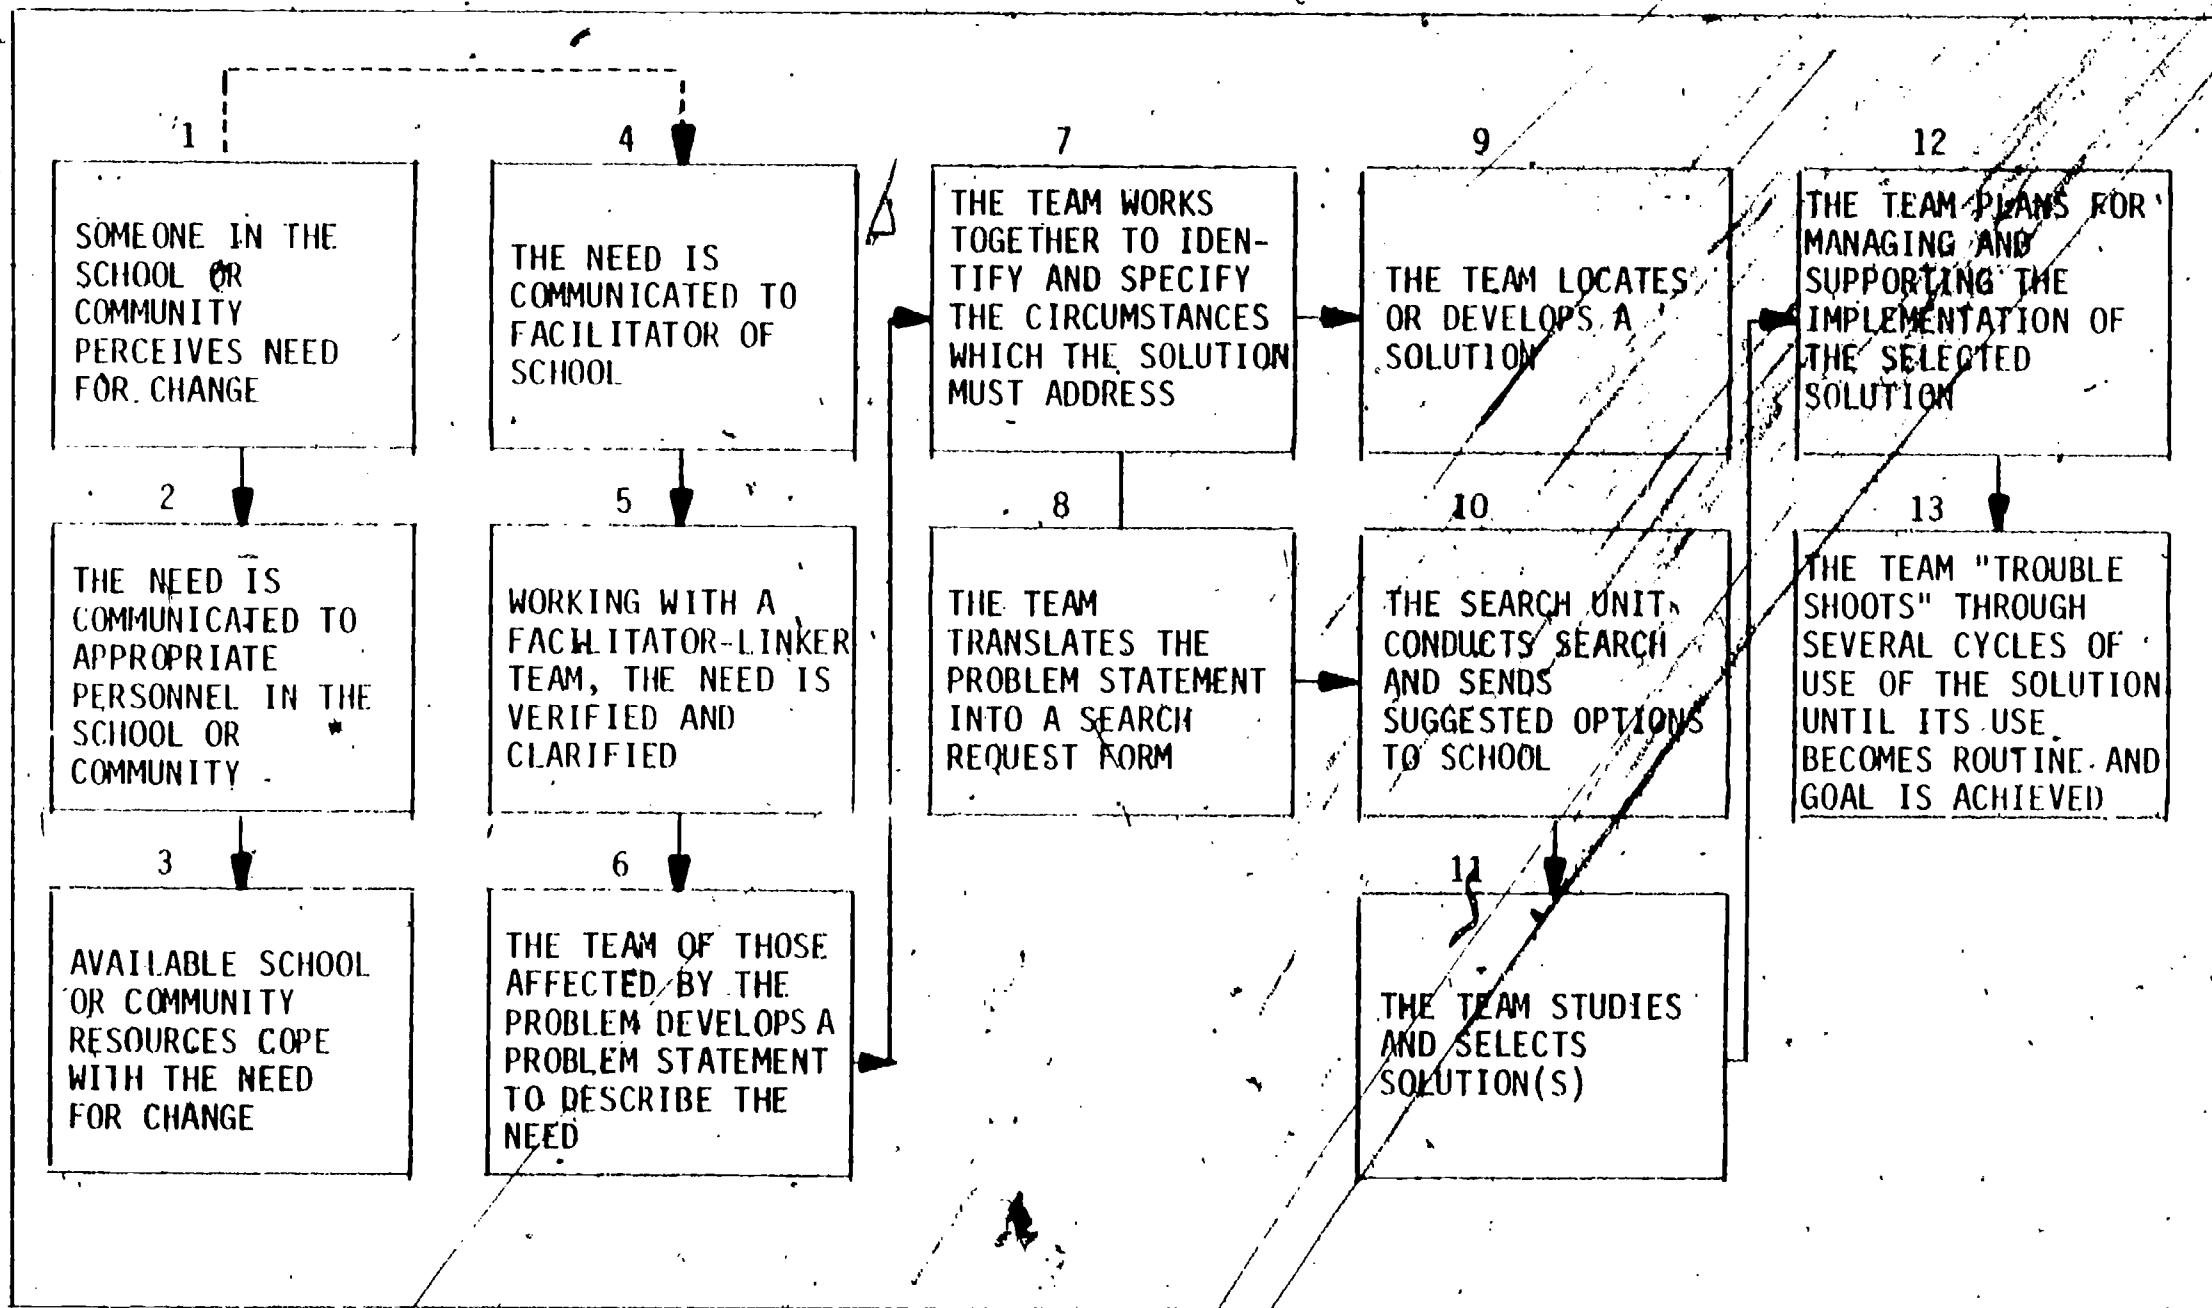 1
SOMEONE IN THE
SCHOOL OR
COMMUNITY
PERCEIVES NEED
FOR CHANGE
2
THE NEED IS
COMMUNICATED TO
APPROPRIATE
PERSONNEL IN THE
SCHOOL OR
COMMUNITY
3
AVAILABLE SCHOOL
OR COMMUNITY
RESOURCES COPE
WITH THE NEED
FOR CHANGE
4
THE NEED IS
COMMUNICATED TO
FACILITATOR OF
SCHOOL
5
WORKING WITH A
FACILITATOR-LINKER
TEAM, THE NEED IS
VERIFIED AND
CLARIFIED
6
THE TEAM OF THOSE
AFFECTED BY THE
PROBLEM DEVELOPS A
PROBLEM STATEMENT
TO DESCRIBE THE
NEED
7
THE TEAM WORKS
TOGETHER TO IDEN-
TIFY AND SPECIFY
THE CIRCUMSTANCES
WHICH THE SOLUTION
MUST ADDRESS
8
THE TEAM
TRANSLATES THE
PROBLEM STATEMENT
INTO A SEARCH
REQUEST FORM
9
THE TEAM LOCATES
OR DEVELOPS A
SOLUTION
10
THE SEARCH UNIT
CONDUCTS SEARCH
AND SENDS
SUGGESTED OPTIONS
TO SCHOOL
11
THE TEAM STUDIES
AND SELECTS
SOLUTION(S)
12
THE TEAM PLANS FOR
MANAGING AND
SUPPORTING THE
IMPLEMENTATION OF
THE SELECTED
SOLUTION
13
THE TEAM "TROUBLE
SHOOTS" THROUGH
SEVERAL CYCLES OF
USE OF THE SOLUTION
UNTIL ITS USE
BECOMES ROUTINE AND
GOAL IS ACHIEVED